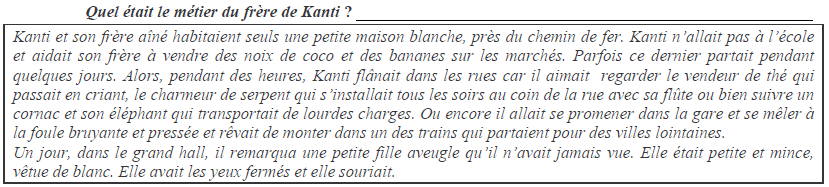 Quel était le métier du frère de Kanti ? ___________________________________________
Kanti et son frère aîné habitaient seuls une petite maison blanche, près du chemin de fer. Kanti n’allait pas à l’école
et aidait son frère à vendre des noix de coco et des bananes sur les marchés. Parfois ce dernier partait pendant
quelques jours. Alors, pendant des heures, Kanti flânait dans les rues car il aimait regarder le vendeur de thé qui
passait en criant, le charmeur de serpent qui s’installait tous les soirs au coin de la rue avec sa flûte ou bien suivre un
cornac et son éléphant qui transportait de lourdes charges. Ou encore il allait se promener dans la gare et se mêler à
la foule bruyante et pressée et rêvait de monter dans un des trains qui partaient pour des villes lointaines.
Un jour, dans le grand hall, il remarqua une petite fille aveugle qu’il n’avait jamais vue. Elle était petite et mince,
vêtue de blanc. Elle avait les yeux fermés et elle souriait.